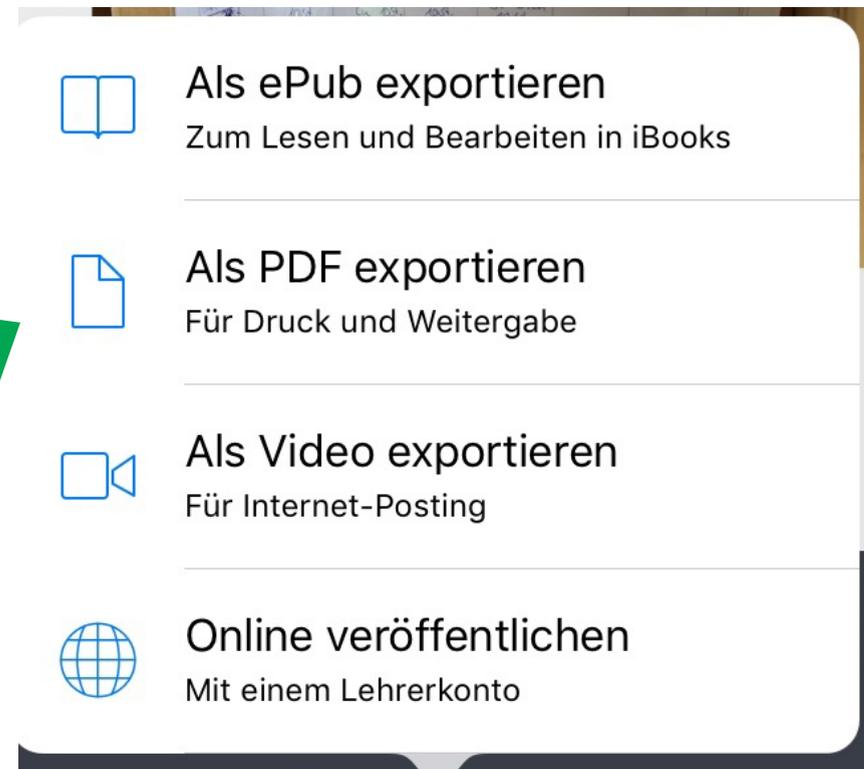 Als ePub exportieren
Zum Lesen und Bearbeiten in iBooks
Als PDF exportieren
Für Druck und Weitergabe
Als Video exportieren
Für Internet-Posting
Online veröffentlichen
Mit einem Lehrerkonto